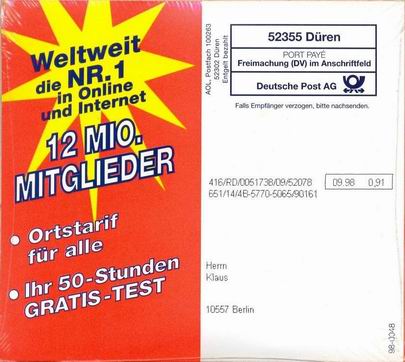 Weltweit
die NR.1
in Online
und Internet
12 MIO.
MITGLIEDER
• Ortstarif
für alle
• Ihr 50-Stunden
GRATIS-TEST
AOL, Postfach 100263
52302 Düren
Entgelt bezahlt
52355 Düren
PORT PAYÉ
Freimachung (DV) im Anschriftfeld
Deutsche Post AG
Falls Empfänger verzogen, bitte nachsenden.
416/RD/0051738/09/52078
09.98 0,91
651/14/4B-5770-5065/90161
Herrn
Klaus
10557 Berlin
98-0348